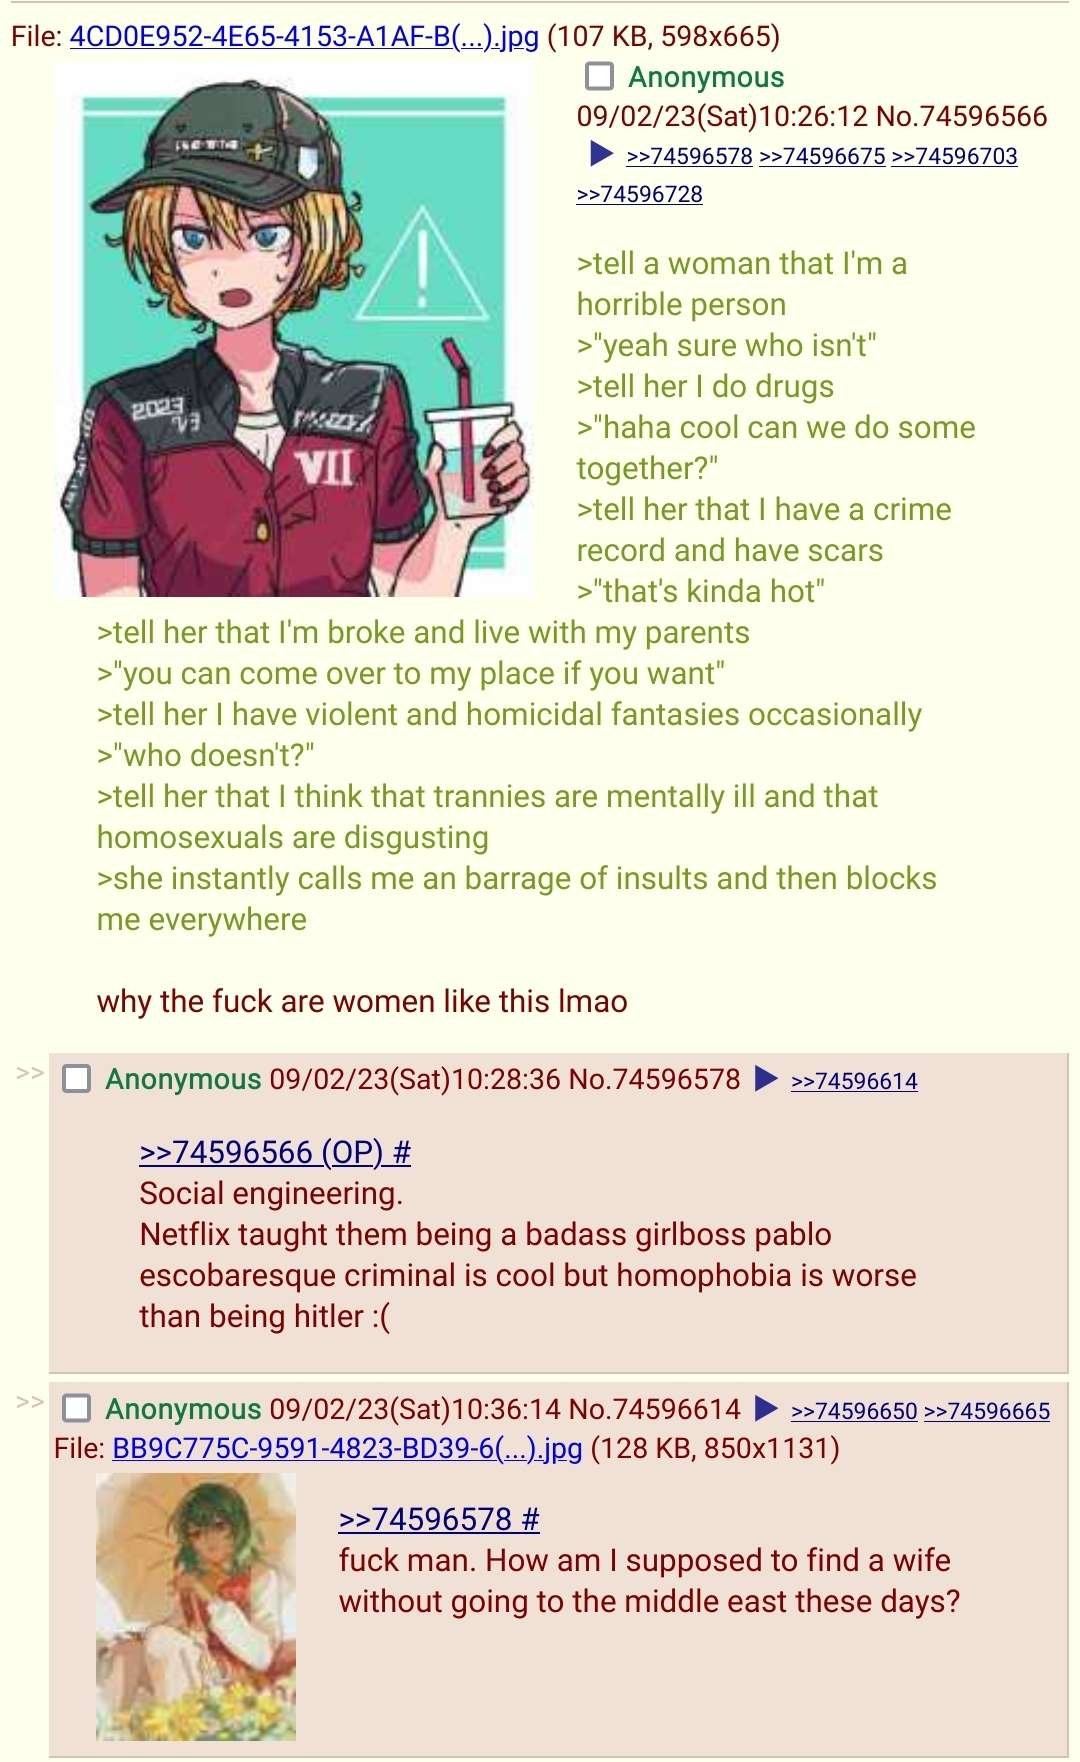 File: 4CD0E952-4E65-4153-A1AF-B(...).jpg (107 KB, 598x665)
Anonymous
09/02/23(Sat)10:26:12 No.74596566
>>74596578 >>74596675 >>74596703
>>74596728
2023
VII
>tell a woman that I'm a
horrible person
>"yeah sure who isn't"
>tell her I do drugs
>"haha cool can we do some
together?"
>tell her that I have a crime
record and have scars
>"that's kinda hot"
>tell her that I'm broke and live with my parents
>"you can come over to my place if you want"
>tell her I have violent and homicidal fantasies occasionally
>"who doesn't?"
>tell her that I think that trannies are mentally ill and that
homosexuals are disgusting
>she instantly calls me an barrage of insults and then blocks
me everywhere
why the fuck are women like this lmao
>> Anonymous 09/02/23(Sat)10:28:36 No.74596578 >>74596614
>>74596566 (OP) #
Social engineering.
Netflix taught them being a badass girlboss pablo
escobaresque criminal is cool but homophobia is worse
than being hitler :(
>> Anonymous 09/02/23(Sat)10:36:14 No.74596614 >>74596650 >>74596665
File: BB9C775C-9591-4823-BD39-6(...).jpg (128 KB, 850x1131)
>>74596578 #
fuck man. How am I supposed to find a wife
without going to the middle east these days?